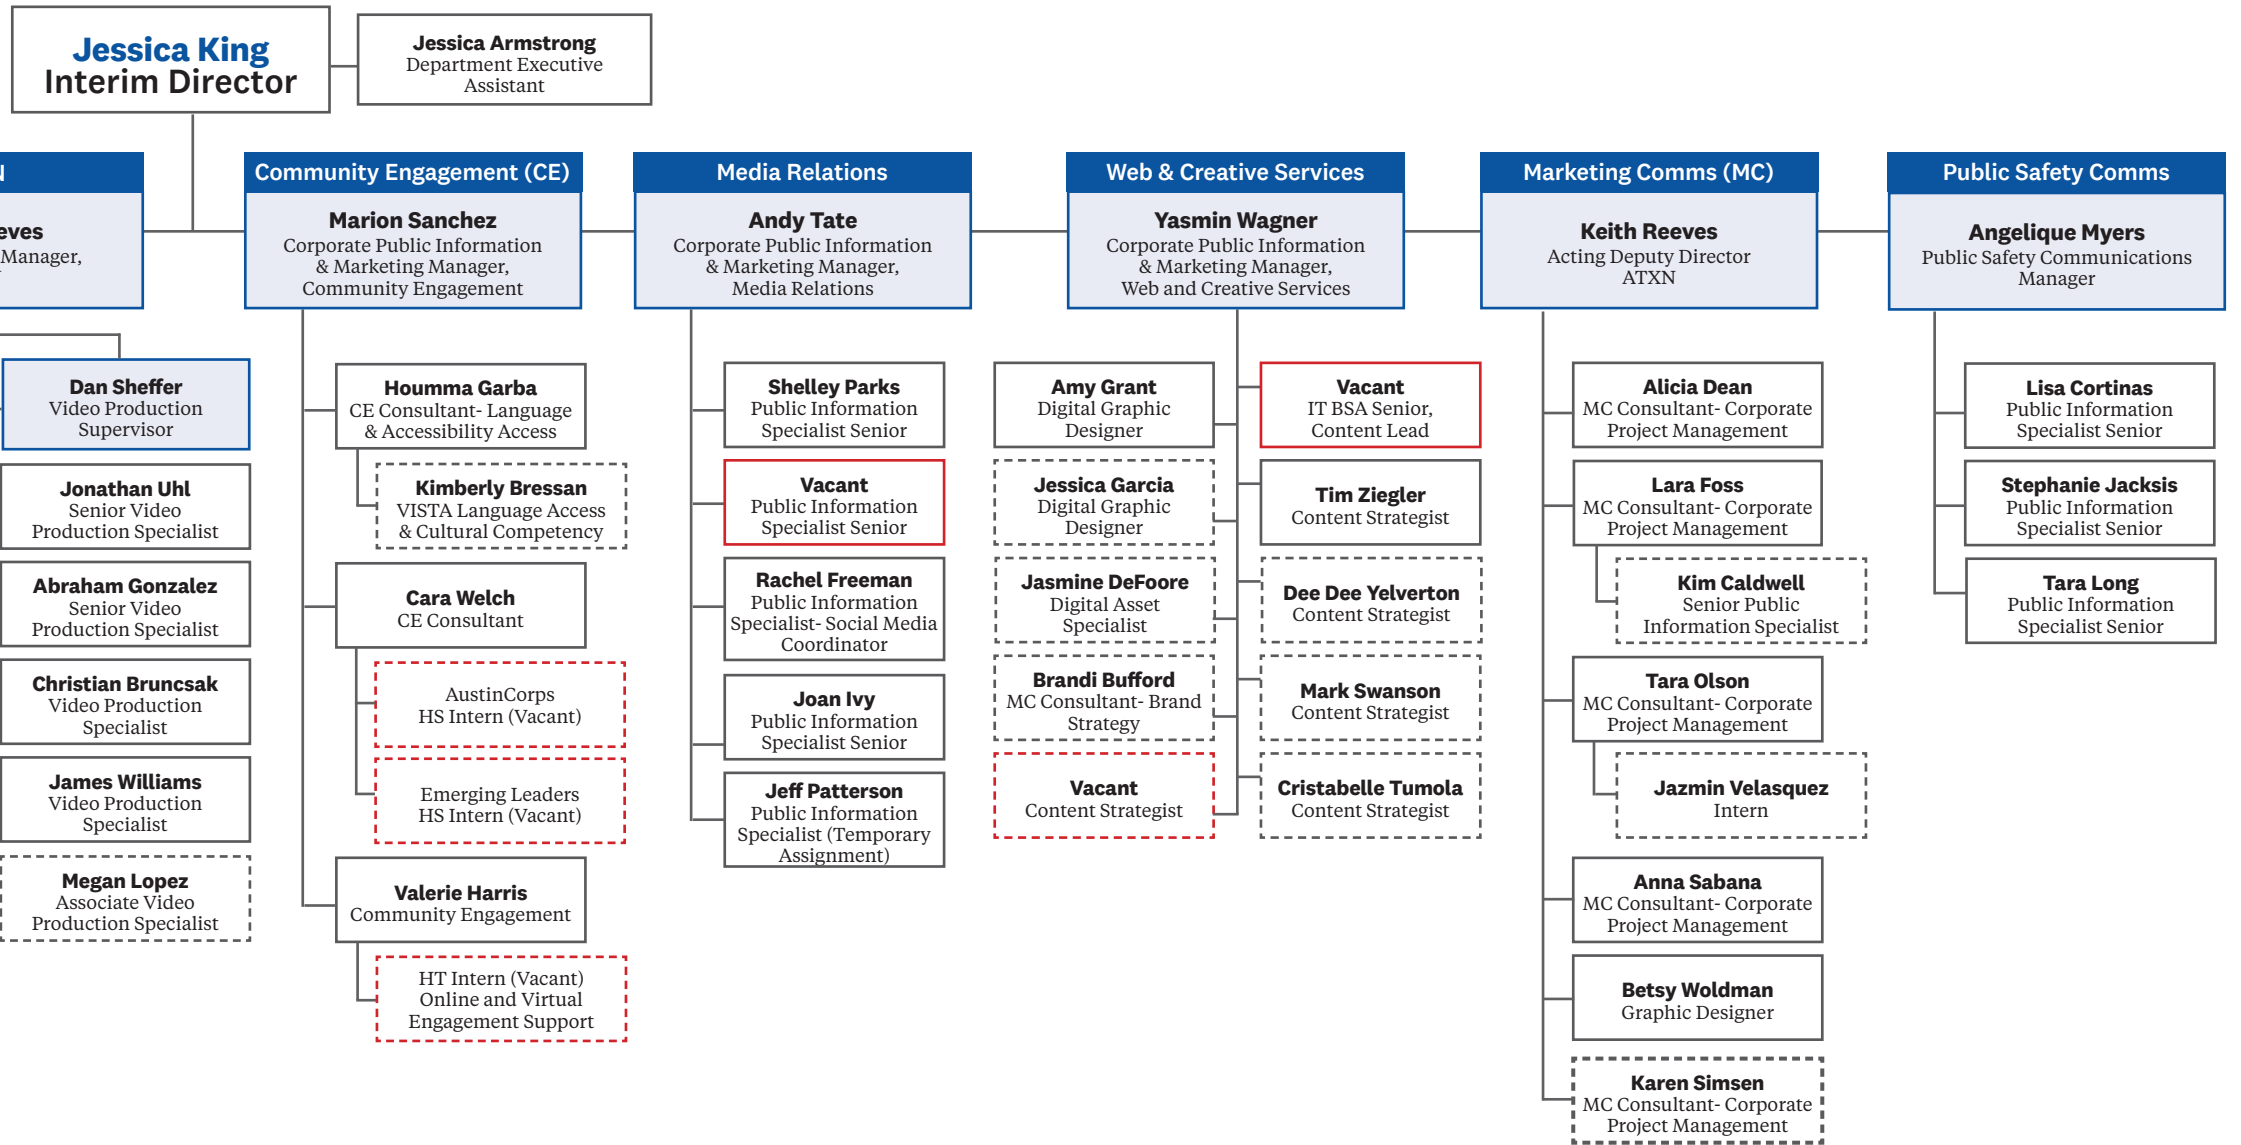 Jessica King
Interim Director
Jessica Armstrong
Department Executive
Assistant
Manager,
Dan Sheffer
Video Production
Supervisor
Jonathan Uhl
Senior Video
Production Specialist
Abraham Gonzalez
Senior Video
Production Specialist
Christian Bruncsak
Video Production
Specialist
James Williams
Video Production
Specialist
Megan Lopez
Associate Video
Production Specialist
Community Engagement (CE)
Marion Sanchez
Corporate Public Information
& Marketing Manager,
Community Engagement
Houmma Garba
CE Consultant- Language
& Accessibility Access
Kimberly Bressan
VISTA Language Access
& Cultural Competency
Cara Welch
CE Consultant
AustinCorps
HS Intern (Vacant)
Emerging Leaders
HS Intern (Vacant)
Valerie Harris
Community Engagement
HT Intern (Vacant)
Online and Virtual
Engagement Support
Media Relations
Andy Tate
Corporate Public Information
& Marketing Manager,
Media Relations
Shelley Parks
Public Information
Specialist Senior
Vacant
Public Information
Specialist Senior
Rachel Freeman
Public Information
Specialist- Social Media
Coordinator
Joan Ivy
Public Information
Specialist Senior
Jeff Patterson
Public Information
Specialist (Temporary
Assignment)
Web & Creative Services
Yasmin Wagner
Corporate Public Information
& Marketing Manager,
Web and Creative Services
Amy Grant
Digital Graphic
Designer
Jessica Garcia
Digital Graphic
Designer
Jasmine DeFoore
Digital Asset
Specialist
Brandi Bufford
MC Consultant- Brand
Strategy
Vacant
Content Strategist
Vacant
IT BSA Senior,
Content Lead
Tim Ziegler
Content Strategist
Dee Dee Yelverton
Content Strategist
Mark Swanson
Content Strategist
Cristabelle Tumola
Content Strategist
Marketing Comms (MC)
Keith Reeves
Acting Deputy Director
ATXN
Alicia Dean
MC Consultant- Corporate
Project Management
Lara Foss
MC Consultant- Corporate
Project Management
Kim Caldwell
Senior Public
Information Specialist
Tara Olson
MC Consultant- Corporate
Project Management
Jazmin Velasquez
Intern
Anna Sabana
MC Consultant- Corporate
Project Management
Betsy Woldman
Graphic Designer
Karen Simsen
MC Consultant- Corporate
Project Management
Public Safety Comms
Angelique Myers
Public Safety Communications
Manager
Lisa Cortinas
Public Information
Specialist Senior
Stephanie Jacksis
Public Information
Specialist Senior
Tara Long
Public Information
Specialist Senior